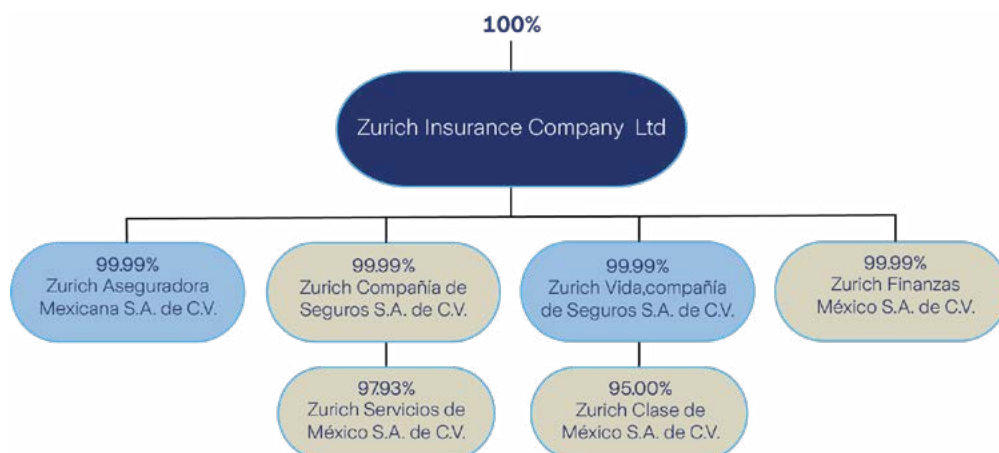 100%
Zurich Insurance Company Ltd
99.99%
Zurich Aseguradora
Mexicana S.A. de C.V.
99.99%
Zurich Compañía de
Seguros S.A. de C.V.
99.99%
Zurich Vida,compañía
de Seguros S.A. de C.V.
99.99%
Zurich Finanzas
México S.A. de C.V.
97.93%
Zurich Servicios de
México S.A. de C.V.
95.00%
Zurich Clase de
México S.A. de C.V.